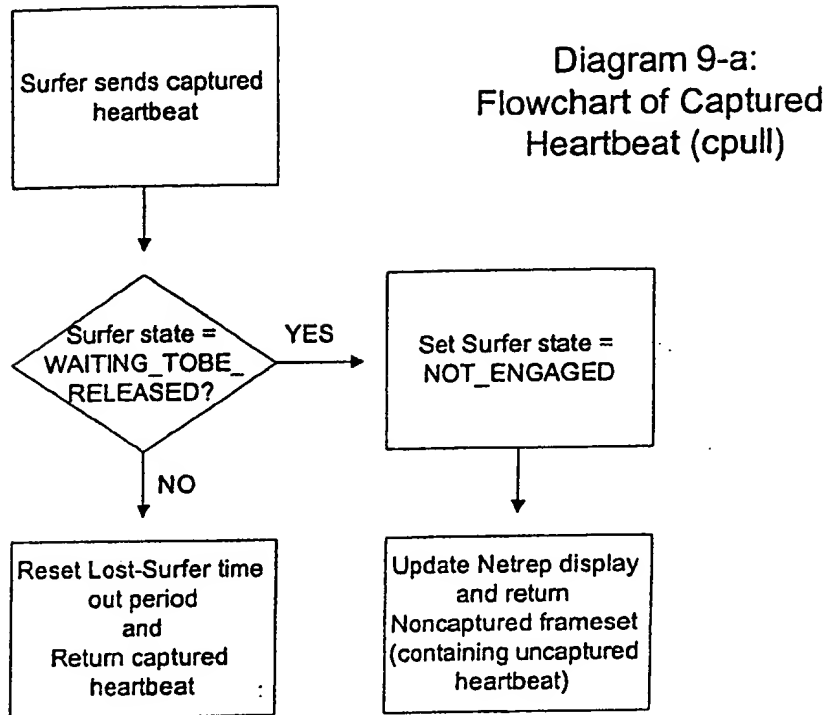 Surfer sends captured
heartbeat
Diagram 9-a:
Flowchart of Captured
Heartbeat (cpull)
Surfer state =
WAITING_TOBE_
RELEASED?
YES
Set Surfer state =
NOT_ENGAGED
NO
Reset Lost-Surfer time
out period
and
Return captured
heartbeat
Update Netrep display
and return
Noncaptured frameset
(containing uncaptured
heartbeat)